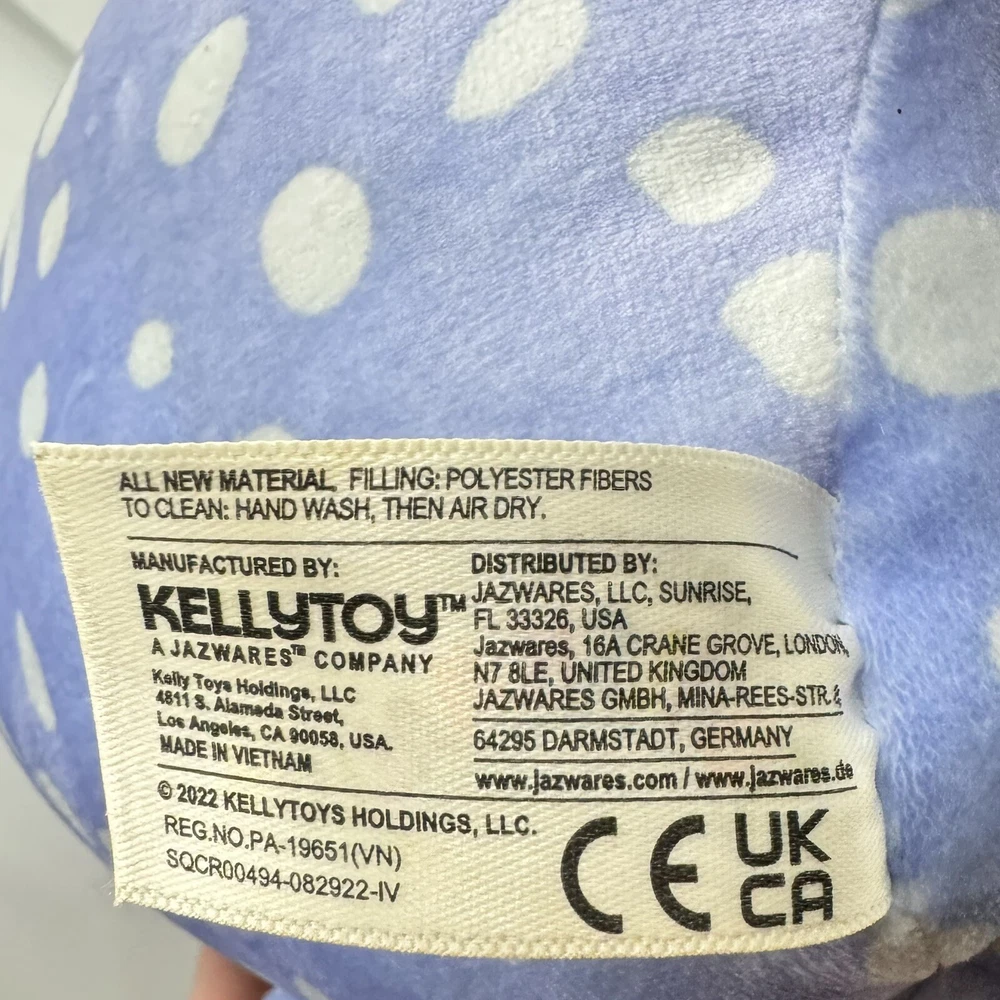 ALL NEW MATERIAL  FILLING: POLYESTER FIBERS
TO CLEAN: HAND WASH, THEN AIR DRY.
MANUFACTURED BY:
KELLYTOY™
A JAZWARES™ COMPANY
Kelly Toys Holdings, LLC
4811 S. Alameda Street,
Los Angeles, CA 90058, USA.
MADE IN VIETNAM
DISTRIBUTED BY:
JAZWARES, LLC, SUNRISE,
FL 33326, USA
Jazwares, 16A CRANE GROVE, LONDON,
N7 8LE, UNITED KINGDOM
JAZWARES GMBH, MINA-REES-STR.
64295 DARMSTADT, GERMANY
www.jazwares.com / www.jazwares.de
© 2022 KELLYTOYS HOLDINGS, LLC.
REG.NO.PA-19651(VN)
SQCR00494-082922-IV
CE
UK
CA